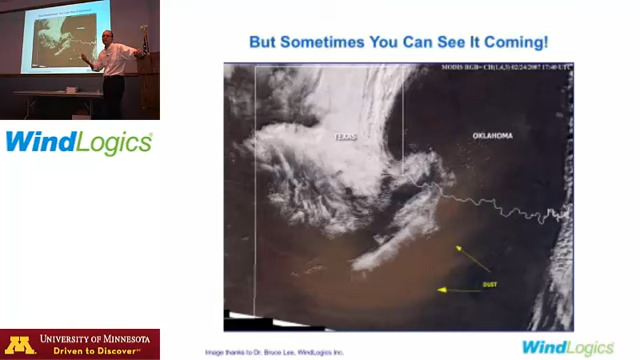 But Sometimes You Can See It Coming!
MODIS RGB= CH(1,4,3) 02/24/2007 17:40 UTC
TEXAS
OKLAHOMA
DUST
WindLogics®
M
UNIVERSITY OF MINNESOTA
Driven to Discover℠
Image thanks to Dr. Bruce Lee, WindLogics Inc.
WindLogics®